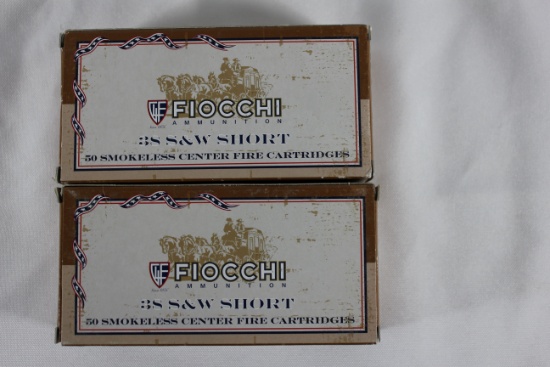 FIOCCHI
AMMUNITION
38 S&W SHORT
50 SMOKELESS CENTER FIRE CARTRIDGES
FIOCCHI
AMMUNITION
38 S&W SHORT
50 SMOKELESS CENTER FIRE CARTRIDGES